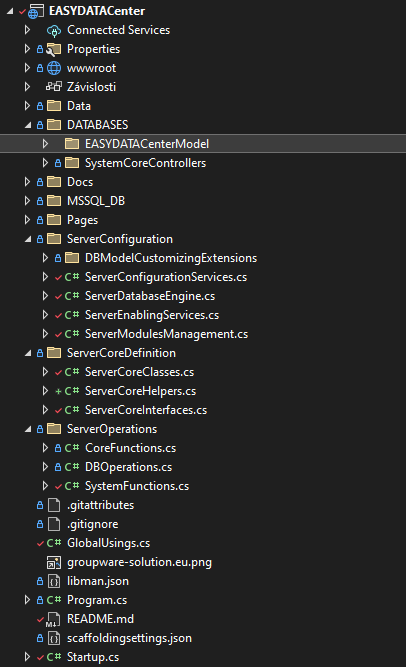 EASYDATACenter
Connected Services
Properties
wwwroot
Závislosti
Data
DATABASES
EASYDATACenterModel
SystemCoreControllers
Docs
MSSQL_DB
Pages
ServerConfiguration
DBModelCustomizingExtensions
C# ServerConfigurationServices.cs
C# ServerDatabaseEngine.cs
C# ServerEnablingServices.cs
C# ServerModulesManagement.cs
ServerCoreDefinition
C# ServerCoreClasses.cs
C# ServerCoreHelpers.cs
C# ServerCoreInterfaces.cs
ServerOperations
C# CoreFunctions.cs
C# DBOperations.cs
C# SystemFunctions.cs
.gitattributes
.gitignore
C# GlobalUsings.cs
groupware-solution.eu.png
libman.json
C# Program.cs
M↓ README.md
scaffoldingsettings.json
C# Startup.cs